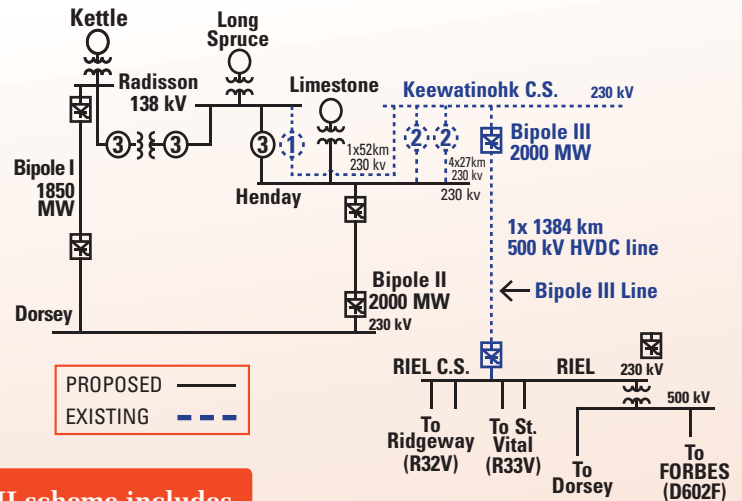 Kettle
Long
Spruce
Radisson
138 kV
Limestone
Keewatinohk C.S.
230 kV
3
3
3
1
2
2
1x52km
230 kv
4x27km
230 kv
Bipole III
2000 MW
Bipole I
1850
MW
Henday
230 kv
1x 1384 km
500 kV HVDC line
Bipole III Line
Bipole II
2000 MW
Dorsey
230 kV
PROPOSED
EXISTING
RIEL C.S.
RIEL
230 kV
500 kV
To
Ridgeway
(R32V)
To St.
Vital
(R33V)
To
Dorsey
To
FORBES
(D602F)
scheme includes